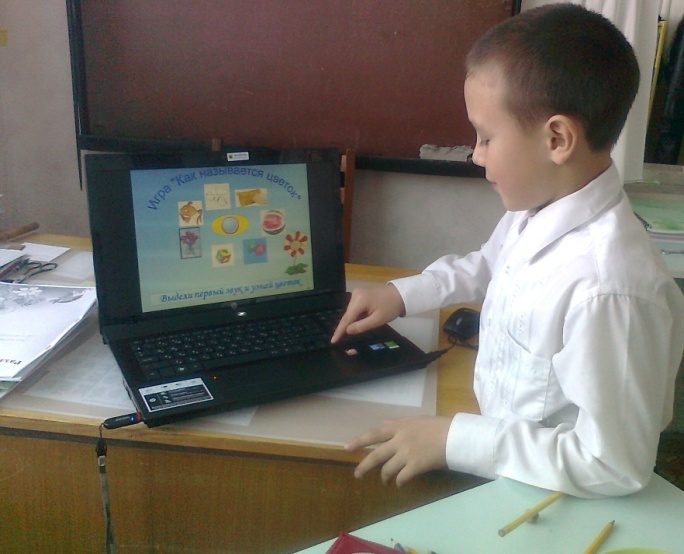 Игра "Как называется цветок"
Выдели первый звук и узнай цветок